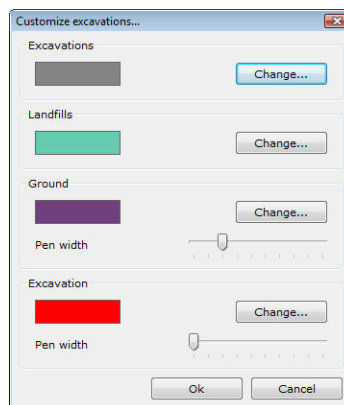 Customize excavations...
Excavations
Change...
Landfills
Change...
Ground
Change...
Pen width
Excavation
Change...
Pen width
Ok Cancel